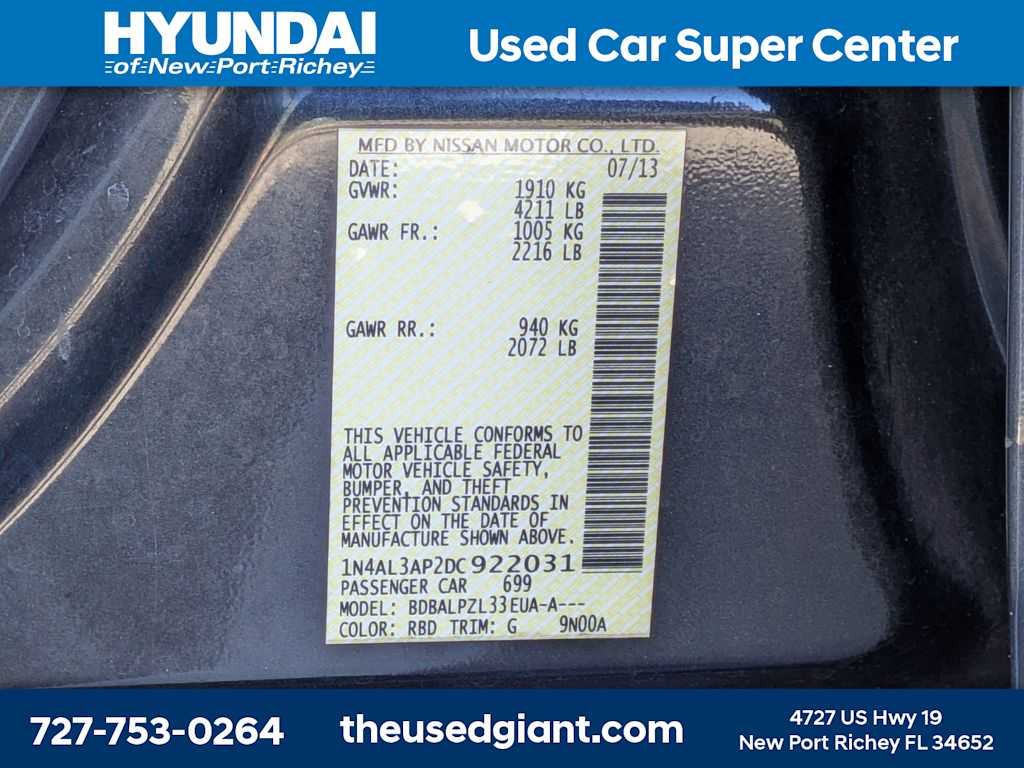 HYUNDAI
of New Port Richey
Used Car Super Center
MFD BY NISSAN MOTOR CO., LTD.
DATE: 07/13
GVWR: 1910 KG
4211 LB
GAWR FR.: 1005 KG
2216 LB
GAWR RR.: 940 KG
2072 LB
THIS VEHICLE CONFORMS TO
ALL APPLICABLE FEDERAL
MOTOR VEHICLE SAFETY,
BUMPER, AND THEFT
PREVENTION STANDARDS IN
EFFECT ON THE DATE OF
MANUFACTURE SHOWN ABOVE.
1N4AL3AP2DC922031
PASSENGER CAR 699
MODEL: BDBALPZL33EUA-A---
COLOR: RBD TRIM: G 9N00A
727-753-0264
theusedgiant.com
4727 US Hwy 19
New Port Richey FL 34652